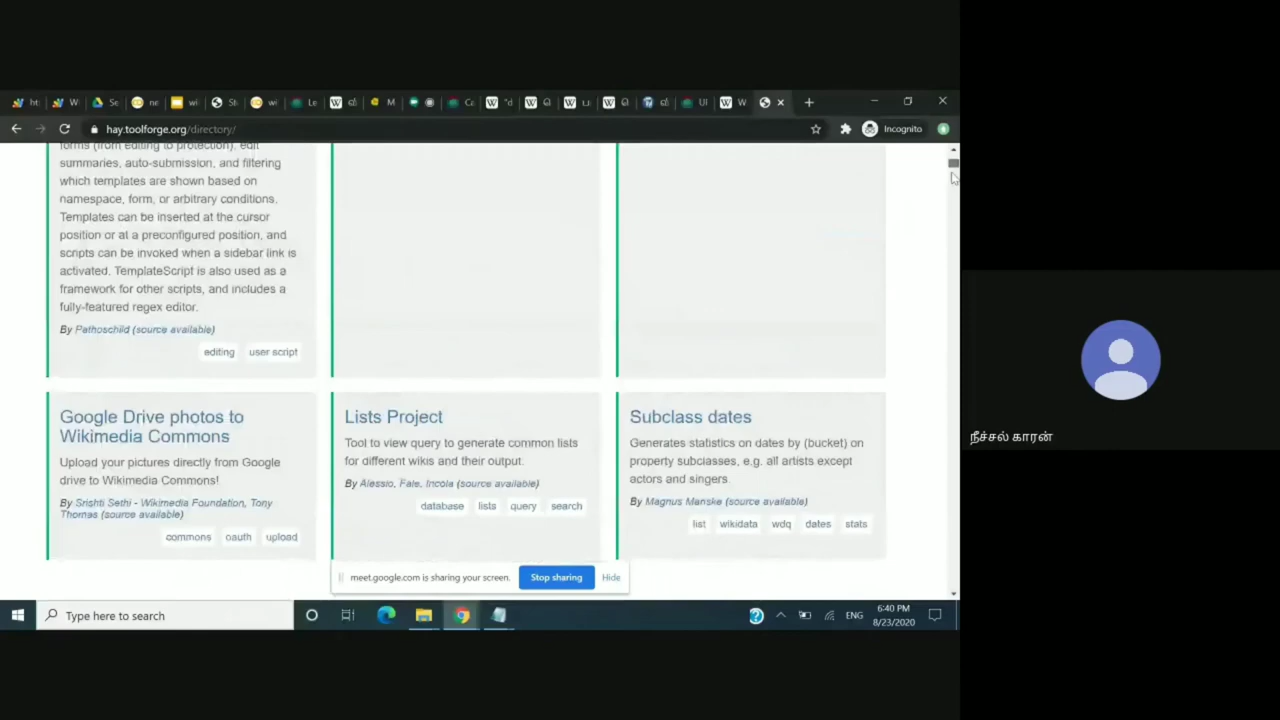 ht
W
Se
ne
wi
St
wi
Le
M
Ca
"d
UI
W
hay.toolforge.org/directory/
Incognito
forms (from editing to protection), edit
summaries, auto-submission, and filtering
which templates are shown based on
namespace, form, or arbitrary conditions.
Templates can be inserted at the cursor
position or at a preconfigured position, and
scripts can be invoked when a sidebar link is
activated. TemplateScript is also used as a
framework for other scripts, and includes a
fully-featured regex editor.
By Pathoschild (source available)
editing user script
Google Drive photos to
Wikimedia Commons
Upload your pictures directly from Google
drive to Wikimedia Commons!
By Srishti Sethi - Wikimedia Foundation, Tony
Thomas (source available)
commons oauth upload
Lists Project
Tool to view query to generate common lists
for different wikis and their output.
By Alessio, Fale, Incola (source available)
database lists query search
Subclass dates
Generates statistics on dates by (bucket) on
property subclasses, e.g. all artists except
actors and singers.
By Magnus Manske (source available)
list wikidata wdq dates stats
meet.google.com is sharing your screen. Stop sharing Hide
Type here to search
ENG
6:40 PM
8/23/2020
நீச்சல் காரன்